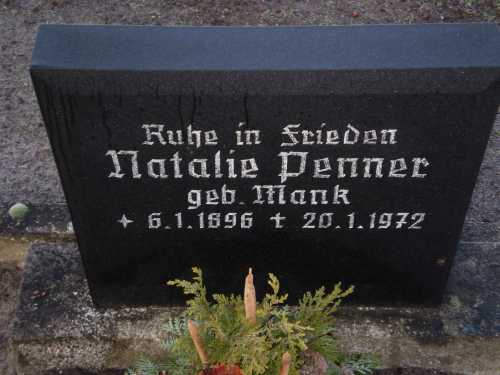 Ruhe in Frieden
Natalie Penner
geb. Mank
+ 6.1.1896 ✝ 20.1.1972